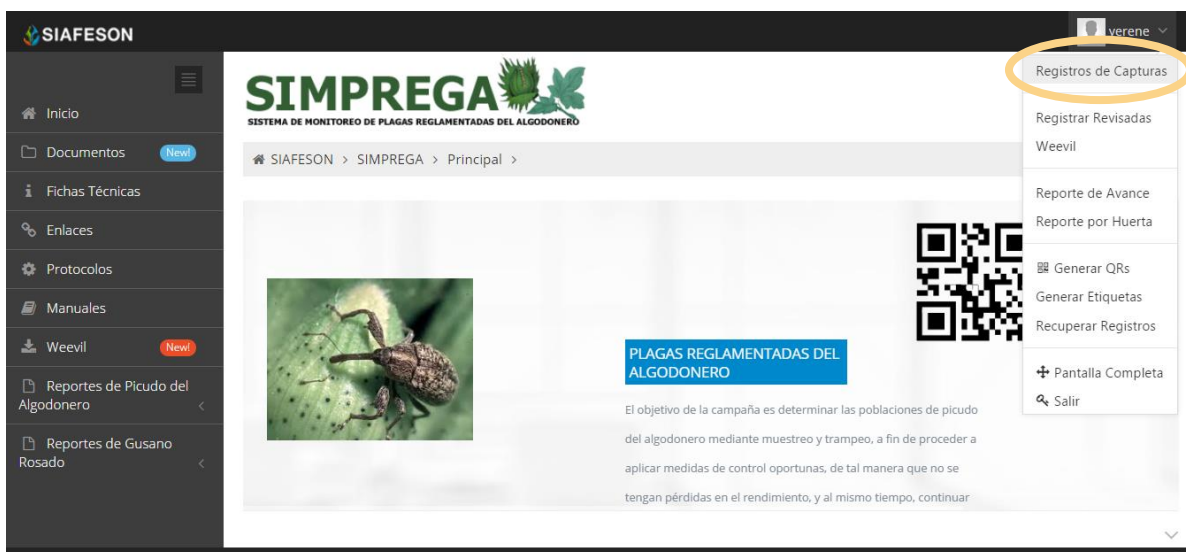 SIAFESON
yerene
Inicio
Documentos New!
Fichas Técnicas
Enlaces
Protocolos
Manuales
Weevil New!
Reportes de Picudo del
Algodonero
Reportes de Gusano
Rosado
SIMPREGA
SISTEMA DE MONITOREO DE PLAGAS REGLAMENTADAS DEL ALGODONERO
SIAFESON > SIMPREGA > Principal >
PLAGAS REGLAMENTADAS DEL
ALGODONERO
El objetivo de la campaña es determinar las poblaciones de picudo
del algodonero mediante muestreo y trampeo, a fin de proceder a
aplicar medidas de control oportunas, de tal manera que no se
tengan pérdidas en el rendimiento, y al mismo tiempo, continuar
Registros de Capturas
Registrar Revisadas
Weevil
Reporte de Avance
Reporte por Huerta
Generar QRs
Generar Etiquetas
Recuperar Registros
Pantalla Completa
Salir